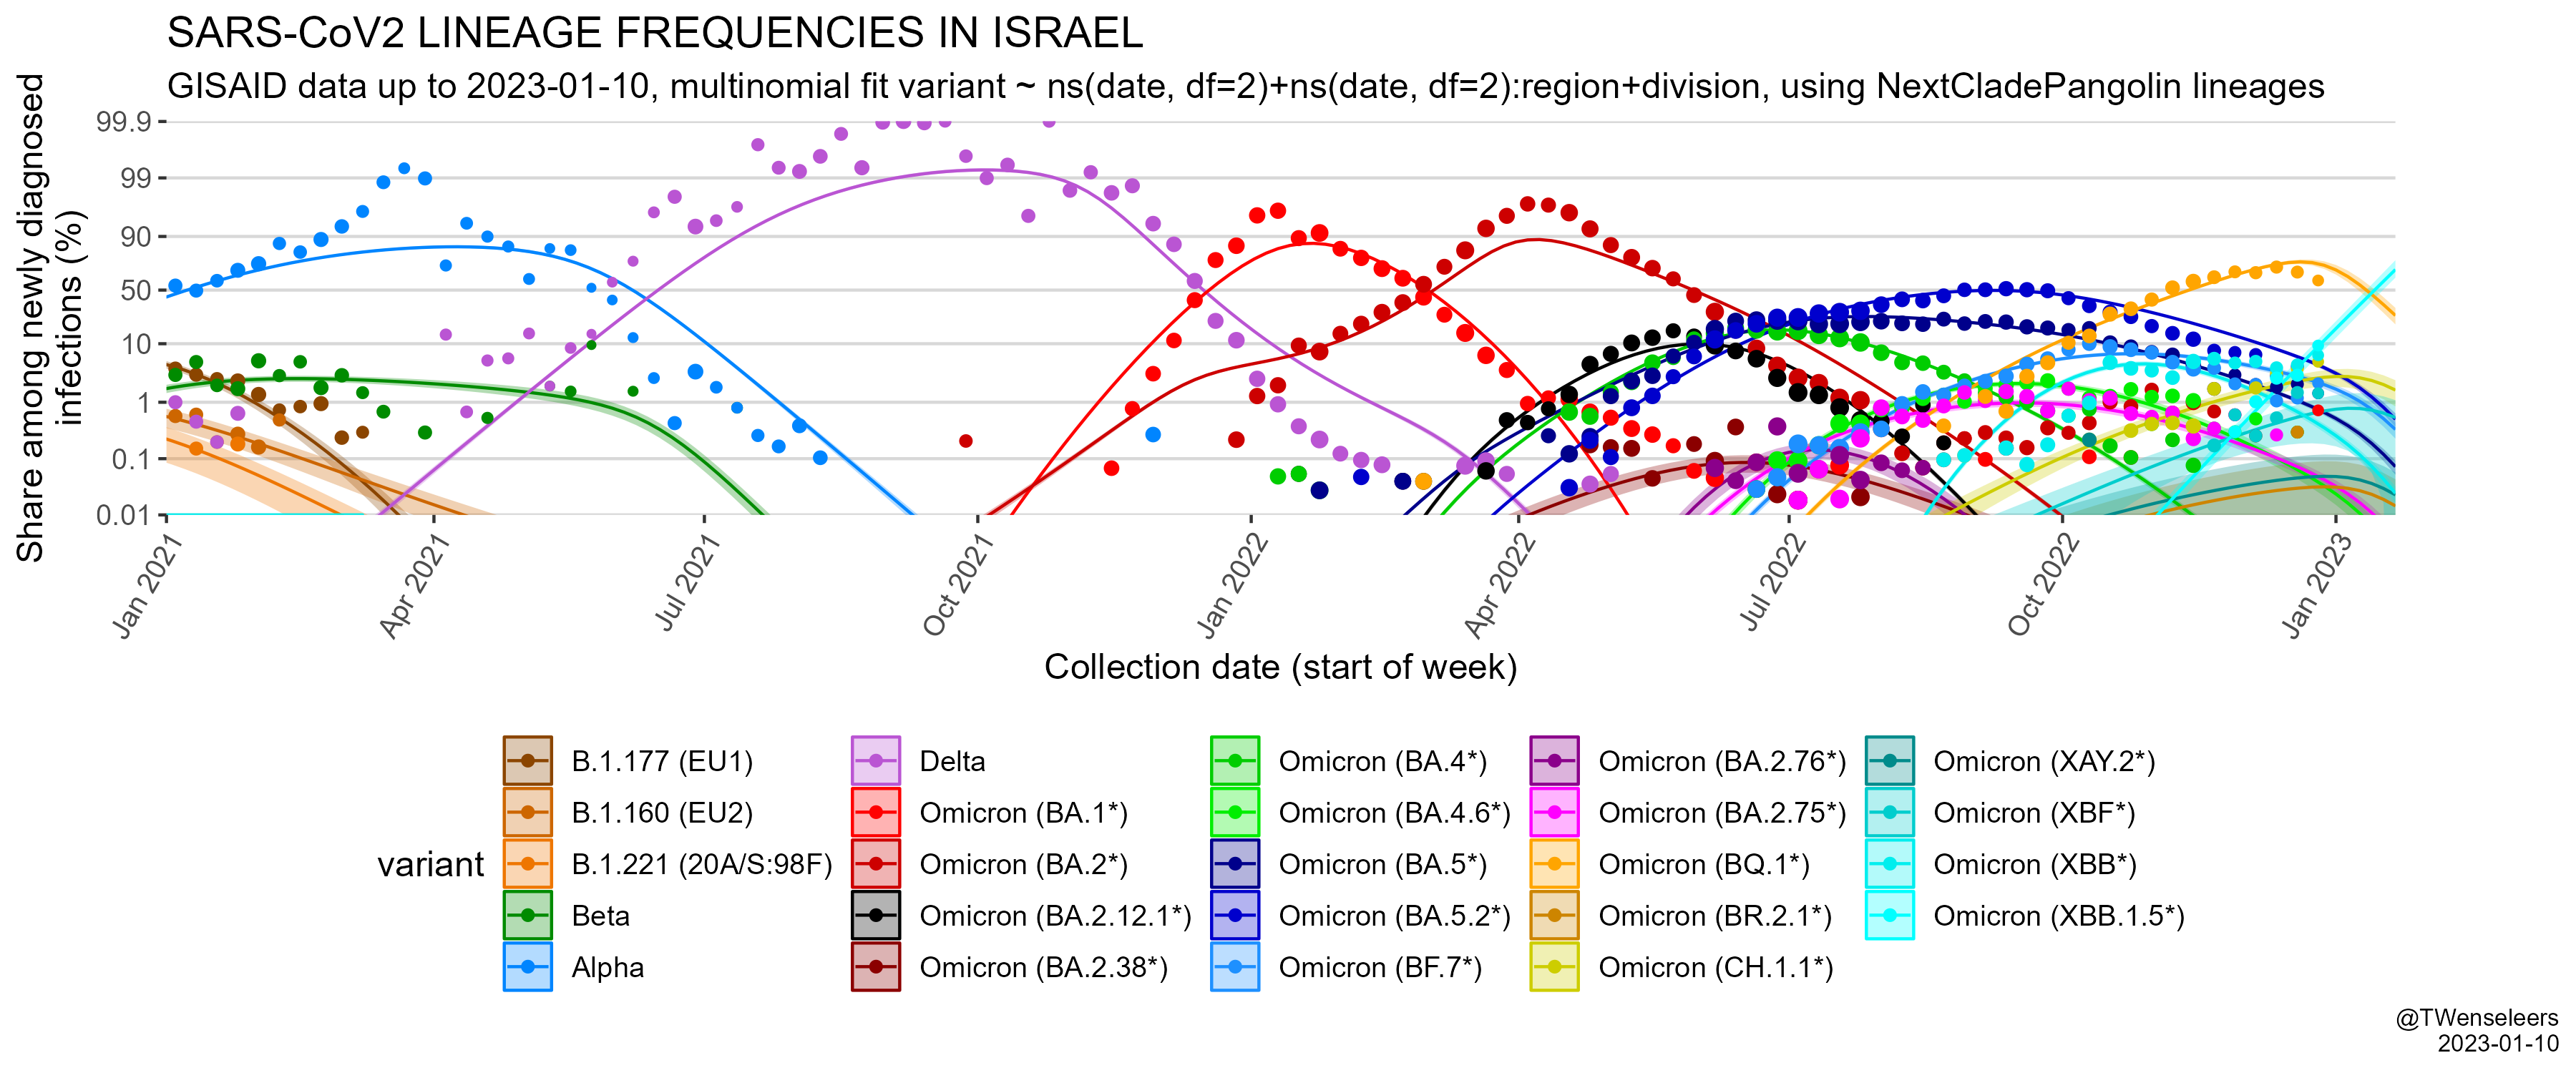 SARS-CoV2 LINEAGE FREQUENCIES IN ISRAEL
GISAID data up to 2023-01-10, multinomial fit variant ~ ns(date, df=2)+ns(date, df=2):region+division, using NextCladePangolin lineages
Share among newly diagnosed
infections (%)
99.9
99
90
50
10
1
0.1
0.01
Jan 2021
Apr 2021
Jul 2021
Oct 2021
Jan 2022
Apr 2022
Jul 2022
Oct 2022
Jan 2023
Collection date (start of week)
variant
B.1.177 (EU1)
B.1.160 (EU2)
B.1.221 (20A/S:98F)
Beta
Alpha
Delta
Omicron (BA.1*)
Omicron (BA.2*)
Omicron (BA.2.12.1*)
Omicron (BA.2.38*)
Omicron (BA.4*)
Omicron (BA.4.6*)
Omicron (BA.5*)
Omicron (BA.5.2*)
Omicron (BF.7*)
Omicron (BA.2.76*)
Omicron (BA.2.75*)
Omicron (BQ.1*)
Omicron (BR.2.1*)
Omicron (CH.1.1*)
Omicron (XAY.2*)
Omicron (XBF*)
Omicron (XBB*)
Omicron (XBB.1.5*)
@TWenseleers
2023-01-10